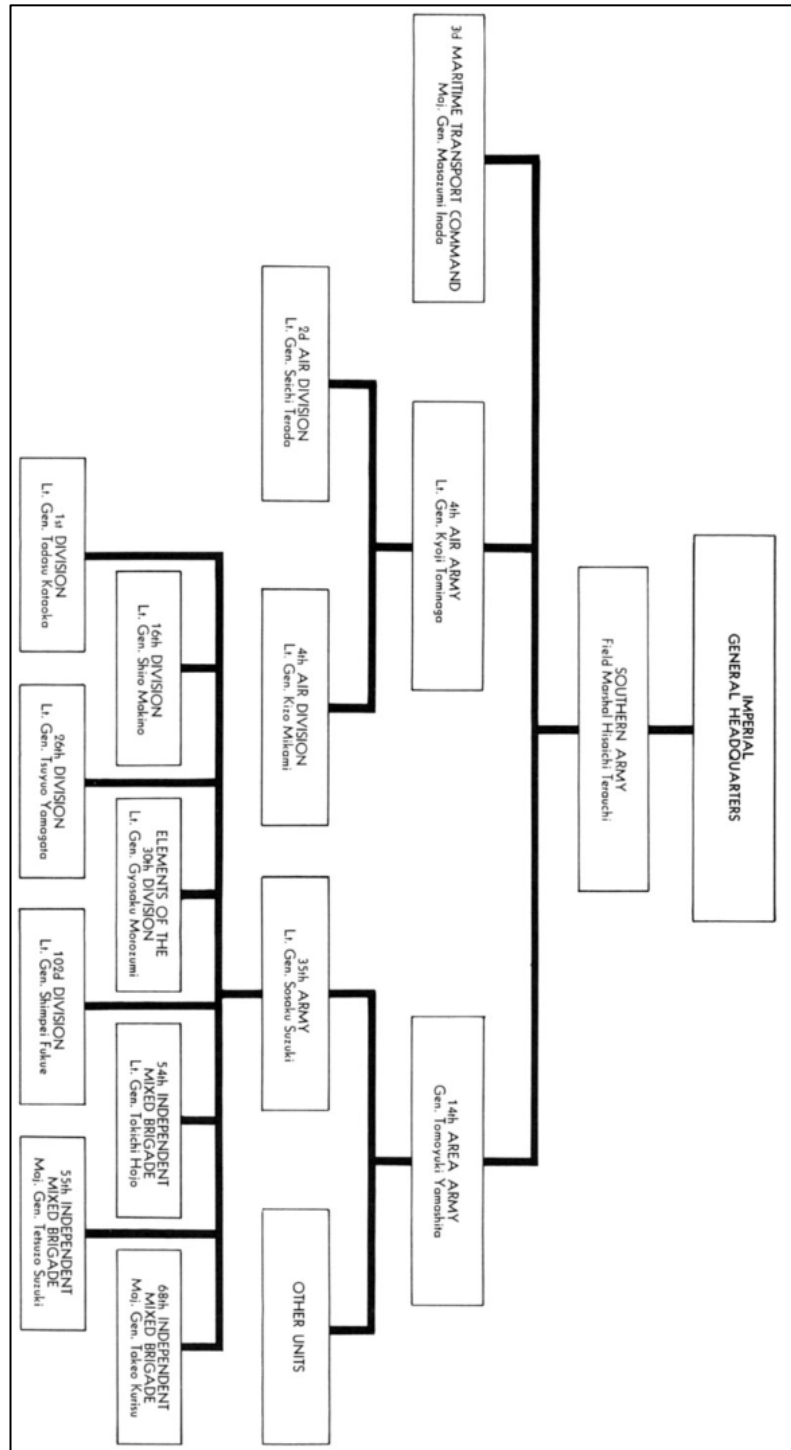 IMPERIAL
GENERAL HEADQUARTERS
SOUTHERN ARMY
Field Marshal Hisaichi Terauchi
3d MARITIME TRANSPORT COMMAND
Maj. Gen. Masazumi Inada
4th AIR ARMY
Lt. Gen. Kyoji Tominaga
14th AREA ARMY
Gen. Tomoyuki Yamashita
2d AIR DIVISION
Lt. Gen. Seichi Terada
4th AIR DIVISION
Lt. Gen. Kizo Mikami
35th ARMY
Lt. Gen. Sosaku Suzuki
OTHER UNITS
16th DIVISION
Lt. Gen. Shiro Makino
ELEMENTS OF THE
30th DIVISION
Lt. Gen. Gyosaku Morozumi
54th INDEPENDENT
MIXED BRIGADE
Lt. Gen. Tokichi Hojo
68th INDEPENDENT
MIXED BRIGADE
Maj. Gen. Takeo Kurisu
1st DIVISION
Lt. Gen. Tadasu Kataoka
26th DIVISION
Lt. Gen. Tsuyuo Yamagata
102d DIVISION
Lt. Gen. Shimpei Fukue
55th INDEPENDENT
MIXED BRIGADE
Maj. Gen. Tetsuzo Suzuki